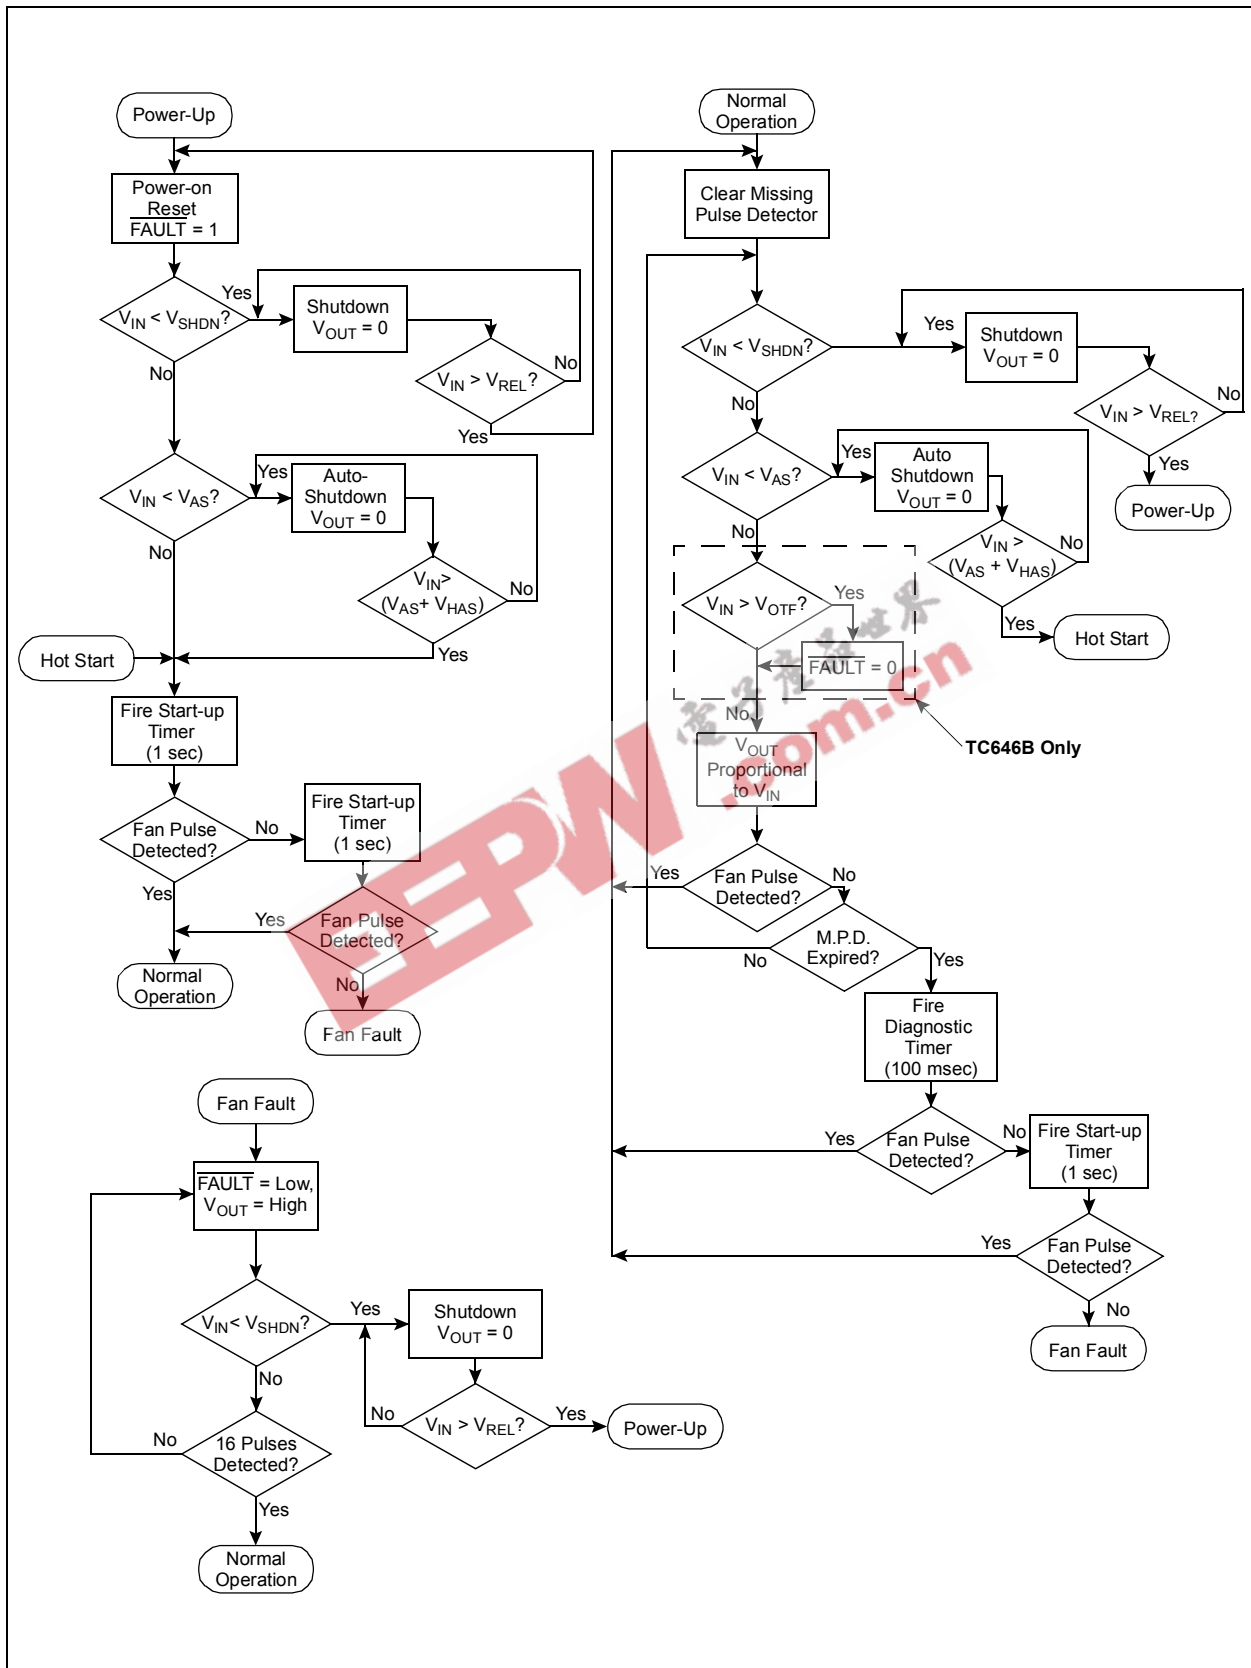 Power-Up
Power-on
Reset
FAULT = 1
Yes
VIN < VSHDN?
Shutdown
VOUT = 0
No
VIN > VREL?
No
Yes
VIN < VAS?
Yes
Auto-
Shutdown
VOUT = 0
No
VIN>
(VAS+ VHAS)
No
Yes
Hot Start
Fire Start-up
Timer
(1 sec)
Fan Pulse
Detected?
No
Fire Start-up
Timer
(1 sec)
Yes
Yes
Fan Pulse
Detected?
No
Normal
Operation
Fan Fault
Fan Fault
FAULT = Low,
VOUT = High
VIN< VSHDN?
Yes
Shutdown
VOUT = 0
No
No
VIN > VREL?
Yes
Power-Up
No
16 Pulses
Detected?
Yes
Normal
Operation
Normal
Operation
Clear Missing
Pulse Detector
VIN < VSHDN?
Yes
Shutdown
VOUT = 0
No
VIN > VREL?
No
Yes
Power-Up
VIN < VAS?
Yes
Auto
Shutdown
VOUT = 0
No
VIN >
(VAS + VHAS)
No
Yes
Hot Start
VIN > VOTF?
Yes
FAULT = 0
No
TC646B Only
VOUT
Proportional
to VIN
Yes
Fan Pulse
Detected?
No
M.P.D.
Expired?
No
Yes
Fire
Diagnostic
Timer
(100 msec)
Yes
Fan Pulse
Detected?
No
Fire Start-up
Timer
(1 sec)
Yes
Fan Pulse
Detected?
No
Fan Fault
EEPW
電子產品世界
.com.cn